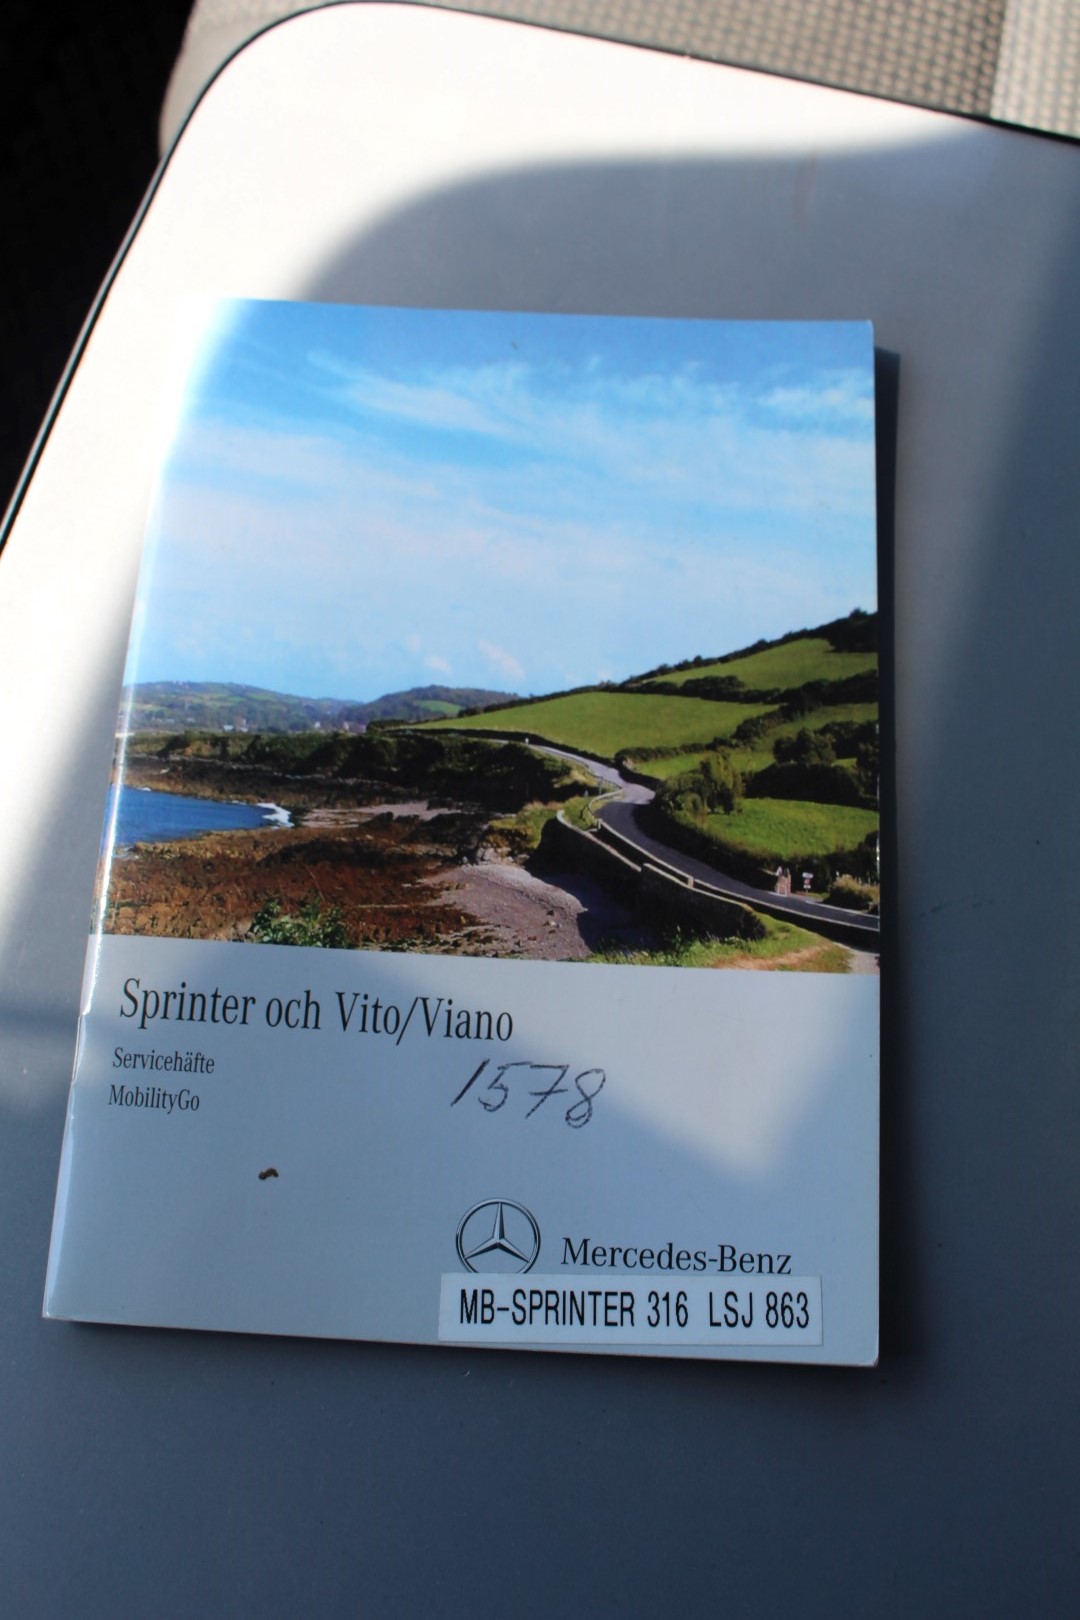 Sprinter och Vito/Viano
Servicehäfte
MobilityGo
1578
Mercedes-Benz
MB-SPRINTER 316 LSJ 863